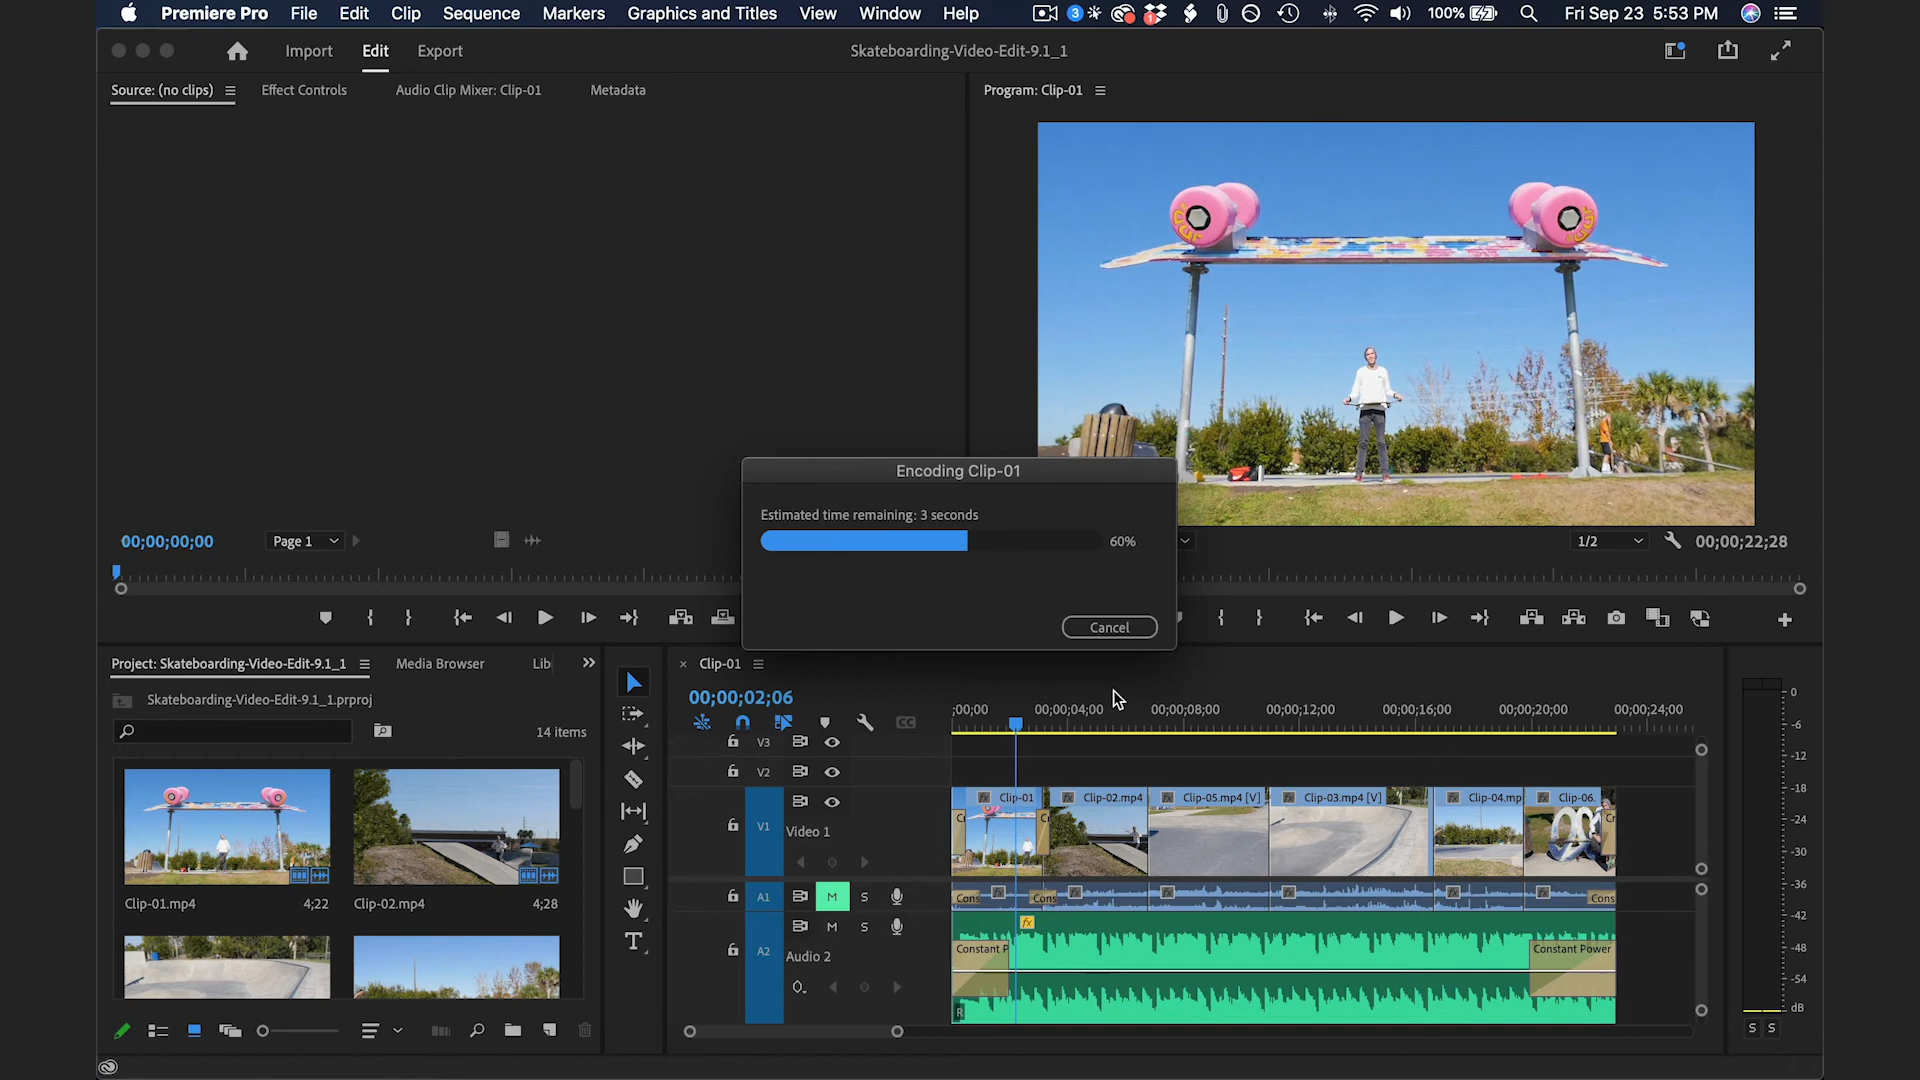 Premiere Pro File Edit Clip Sequence Markers Graphics and Titles View Window Help 3 1 100% Fri Sep 23 5:53 PM
Import Edit Export Skateboarding-Video-Edit-9.1_1
Source: (no clips) Effect Controls Audio Clip Mixer: Clip-01 Metadata
Program: Clip-01
Encoding Clip-01
Estimated time remaining: 3 seconds
60%
Cancel
00;00;00;00 Page 1
1/2 00;00;22;28
Project: Skateboarding-Video-Edit-9.1_1 Media Browser Lib
Skateboarding-Video-Edit-9.1_1.prproj
14 items
Clip-01.mp4 4;22
Clip-02.mp4 4;28
Clip-01
00;00;02;06
;00;00 00;00;04;00 00;00;08;00 00;00;12;00 00;00;16;00 00;00;20;00 00;00;24;00
CC
V3
V2
V1 Video 1
Clip-01 Clip-02.mp4 Clip-05.mp4 [V] Clip-03.mp4 [V] Clip-04.mp Clip-06.
A1 M S
Cons Cons Cons
M S
fx
A2 Audio 2
Constant P Constant Power
R
0
-6
-12
-18
-24
-30
-36
-42
-48
-54
dB
S S